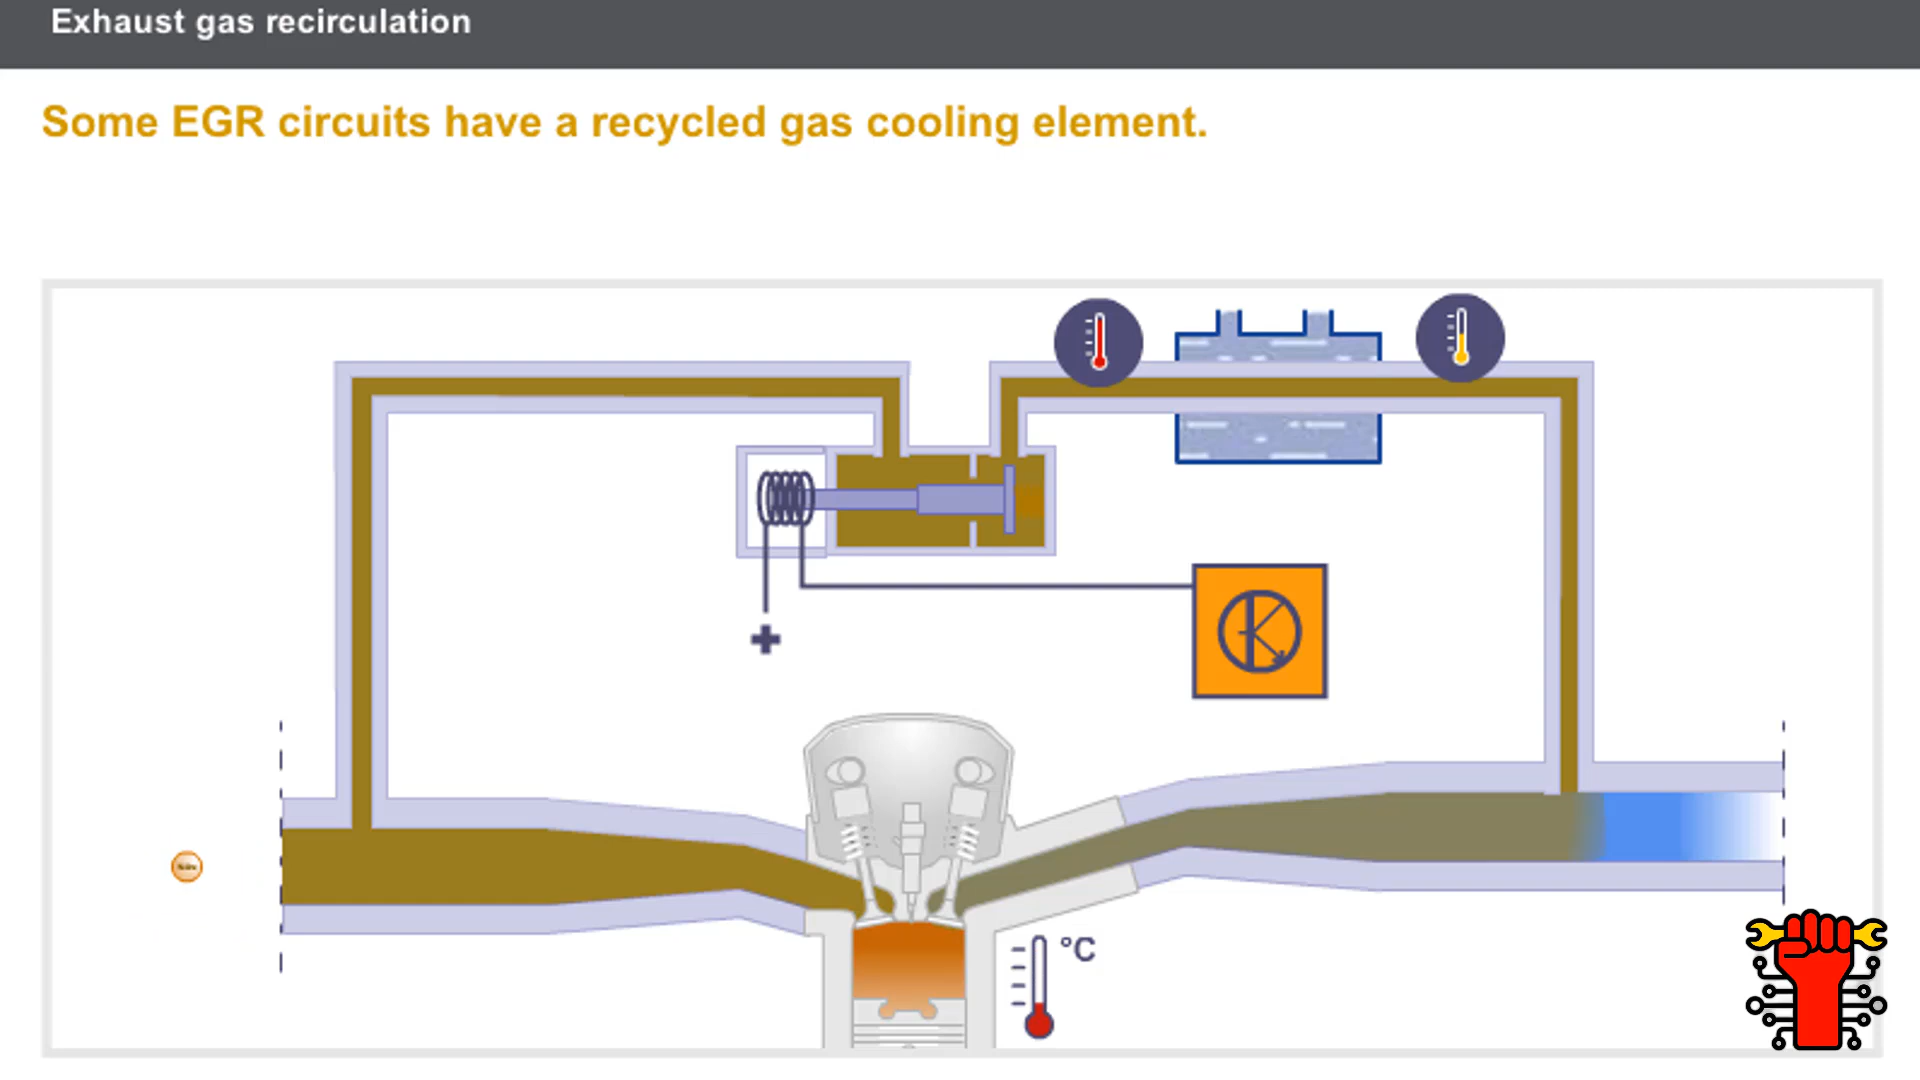 Exhaust gas recirculation
Some EGR circuits have a recycled gas cooling element.
°C